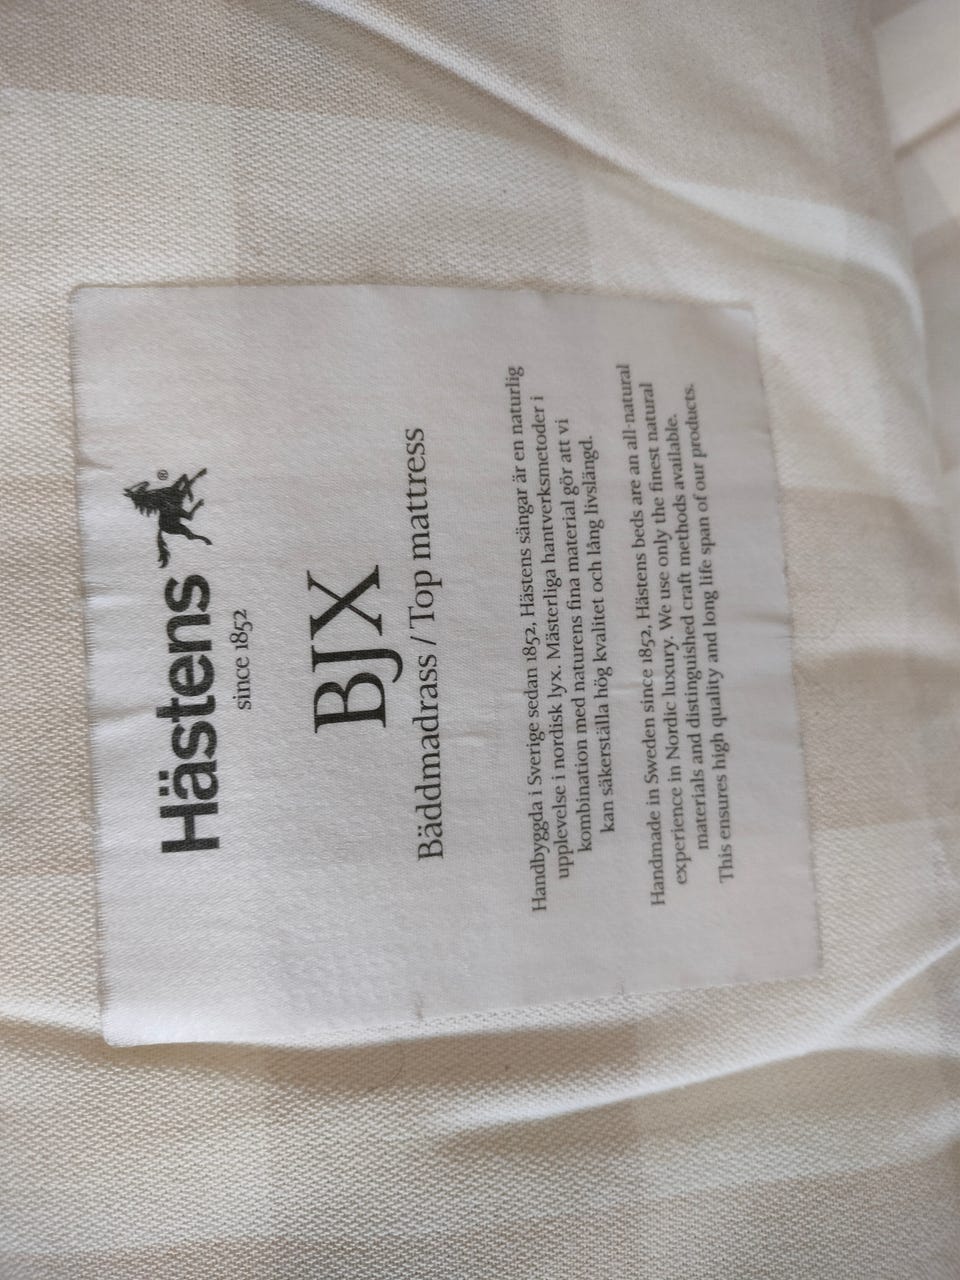 Hästens ®
since 1852
BJX
Bäddmadrass / Top mattress
Handbyggda i Sverige sedan 1852, Hästens sängar är en naturlig
upplevelse i nordisk lyx. Mästerliga hantverksmetoder i
kombination med naturens fina material gör att vi
kan säkerställa hög kvalitet och lång livslängd.
Handmade in Sweden since 1852, Hästens beds are an all-natural
experience in Nordic luxury. We use only the finest natural
materials and distinguished craft methods available.
This ensures high quality and long life span of our products.